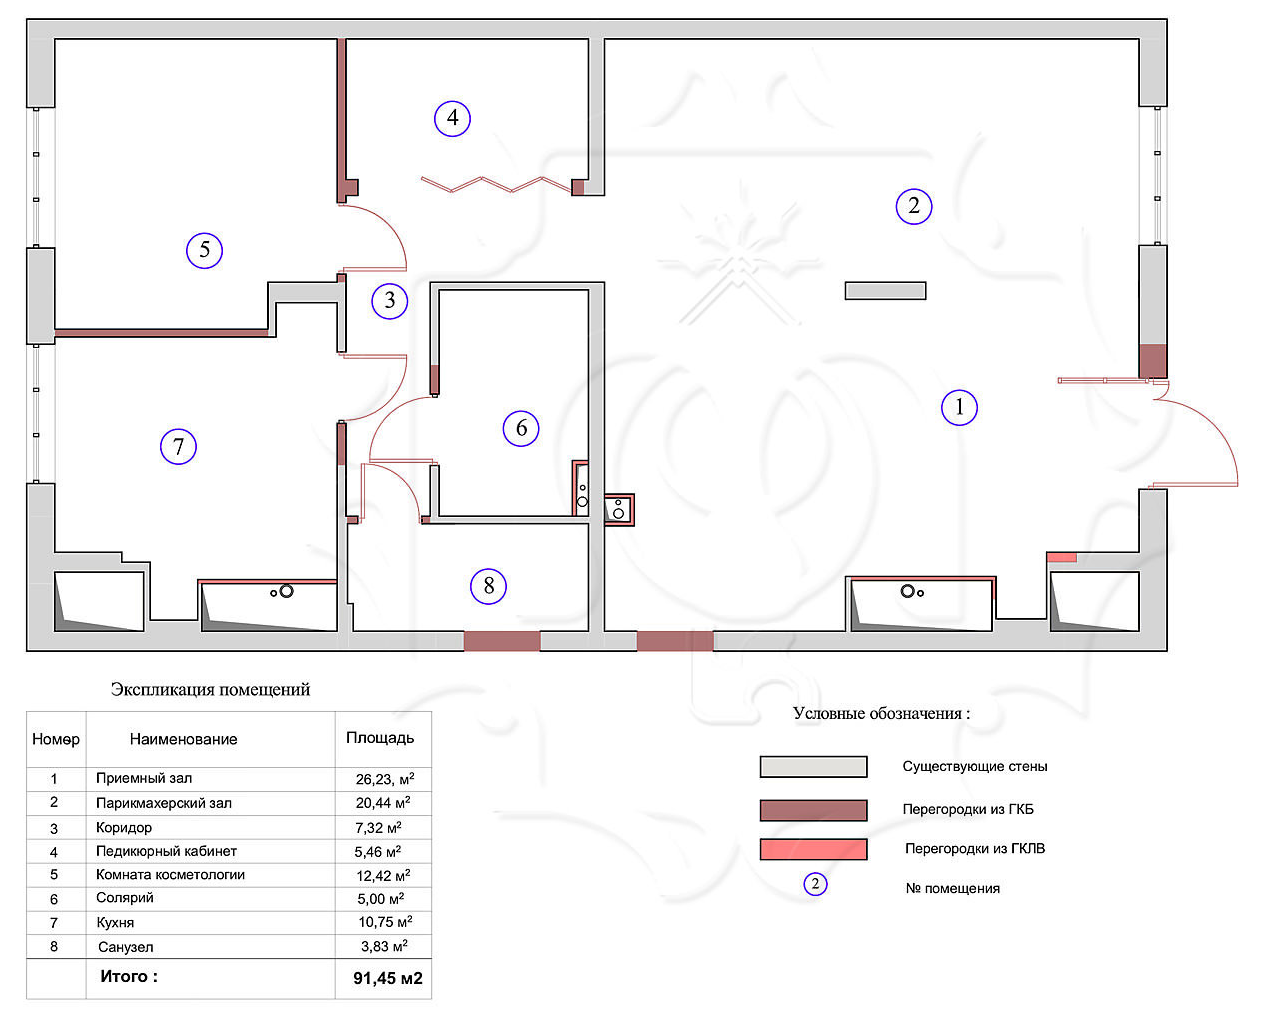 4
2
5
3
1
6
7
8
Экспликация помещений
Номер Наименование Площадь
1 Приемный зал 26,23, м²
2 Парикмахерский зал 20,44 м²
3 Коридор 7,32 м²
4 Педикюрный кабинет 5,46 м²
5 Комната косметологии 12,42 м²
6 Солярий 5,00 м²
7 Кухня 10,75 м²
8 Санузел 3,83 м²
Итого : 91,45 м2
Условные обозначения :
Существующие стены
Перегородки из ГКБ
Перегородки из ГКЛВ
2 № помещения